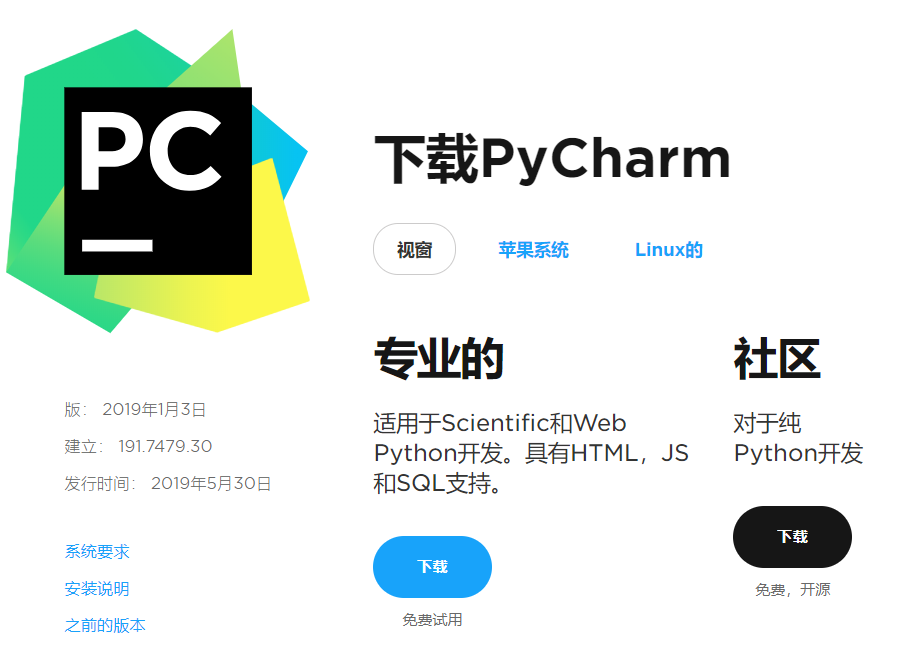 PC
下载PyCharm
视窗 苹果系统 Linux的
专业的
适用于Scientific和Web
Python开发。具有HTML，JS
和SQL支持。
下载
免费试用
社区
对于纯
Python开发
下载
免费，开源
版： 2019年1月3日
建立： 191.7479.30
发行时间： 2019年5月30日
系统要求
安装说明
之前的版本